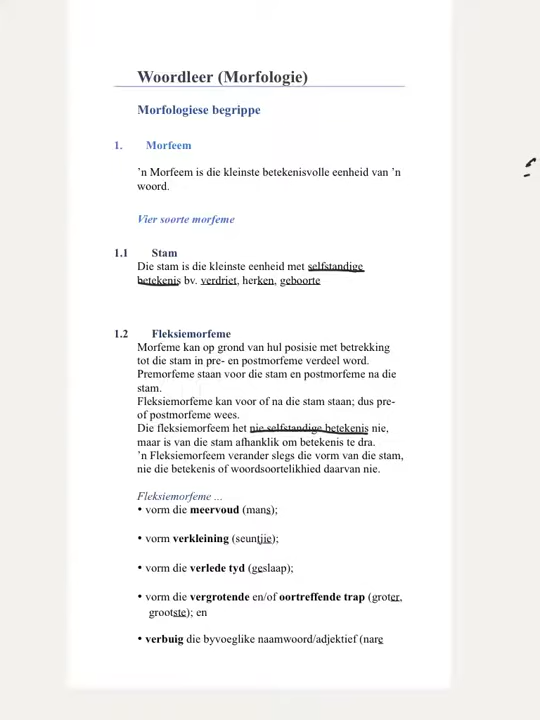 Woordleer (Morfologie)
Morfologiese begrippe
1. Morfeem
’n Morfeem is die kleinste betekenisvolle eenheid van ’n
woord.
Vier soorte morfeme
1.1 Stam
Die stam is die kleinste eenheid met selfstandige
betekenis bv. verdriet, herken, geboorte
1.2 Fleksiemorfeme
Morfeme kan op grond van hul posisie met betrekking
tot die stam in pre- en postmorfeme verdeel word.
Premorfeme staan voor die stam en postmorfeme na die
stam.
Fleksiemorfeme kan voor of na die stam staan; dus pre-
of postmorfeme wees.
Die fleksiemorfeem het nie selfstandige betekenis nie,
maar is van die stam afhanklik om betekenis te dra.
’n Fleksiemorfeem verander slegs die vorm van die stam,
nie die betekenis of woordsoortelikhied daarvan nie.
Fleksiemorfeme ...
• vorm die meervoud (mans);
• vorm verkleining (seuntjie);
• vorm die verlede tyd (geslaap);
• vorm die vergrotende en/of oortreffende trap (groter,
grootste); en
• verbuig die byvoeglike naamwoord/adjektief (nare